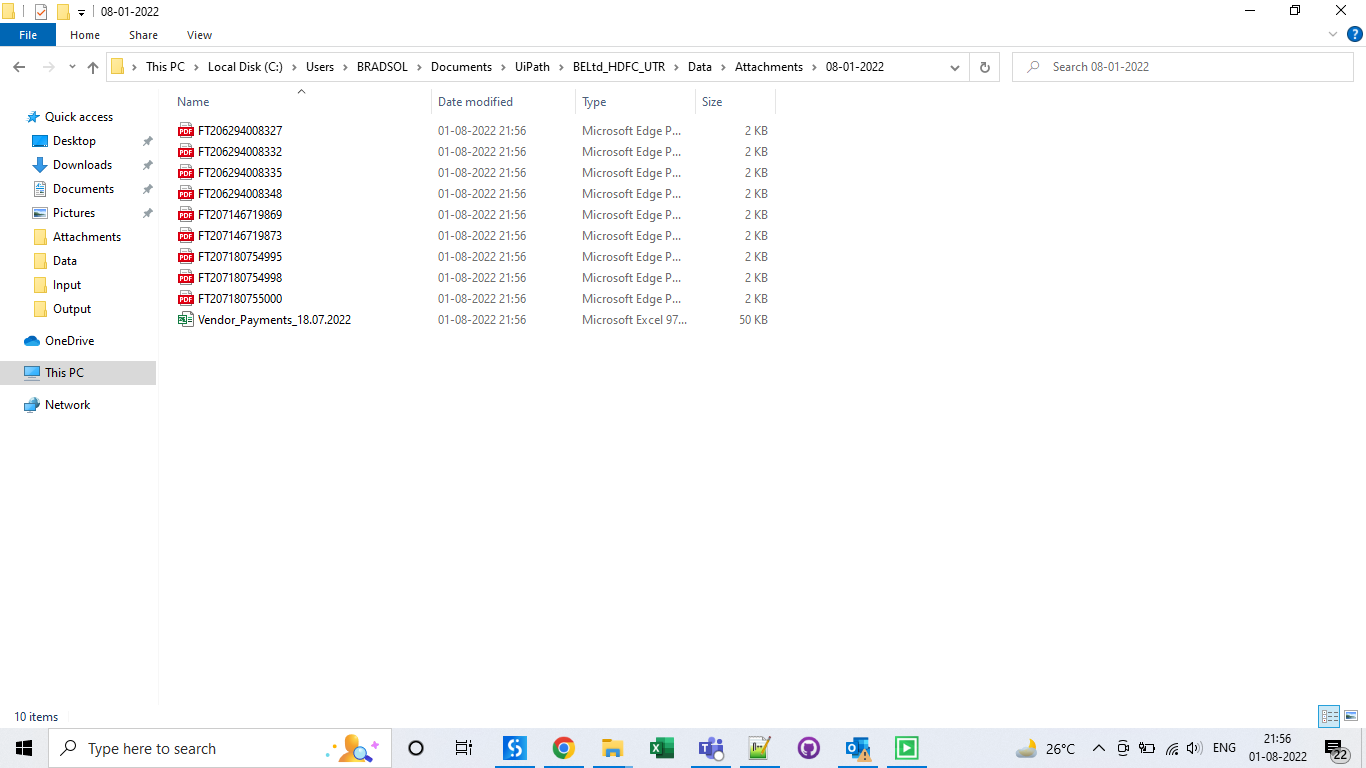 08-01-2022
File Home Share View
This PC Local Disk (C:) Users BRADSOL Documents UiPath BELtd_HDFC_UTR Data Attachments 08-01-2022 Search 08-01-2022
Name Date modified Type Size
Quick access
Desktop
Downloads
Documents
Pictures
Attachments
Data
Input
Output
OneDrive
This PC
Network
FT206294008327 01-08-2022 21:56 Microsoft Edge P... 2 KB
FT206294008332 01-08-2022 21:56 Microsoft Edge P... 2 KB
FT206294008335 01-08-2022 21:56 Microsoft Edge P... 2 KB
FT206294008348 01-08-2022 21:56 Microsoft Edge P... 2 KB
FT207146719869 01-08-2022 21:56 Microsoft Edge P... 2 KB
FT207146719873 01-08-2022 21:56 Microsoft Edge P... 2 KB
FT207180754995 01-08-2022 21:56 Microsoft Edge P... 2 KB
FT207180754998 01-08-2022 21:56 Microsoft Edge P... 2 KB
FT207180755000 01-08-2022 21:56 Microsoft Edge P... 2 KB
Vendor_Payments_18.07.2022 01-08-2022 21:56 Microsoft Excel 97... 50 KB
10 items
Type here to search
26°C ENG
21:56
01-08-2022
22